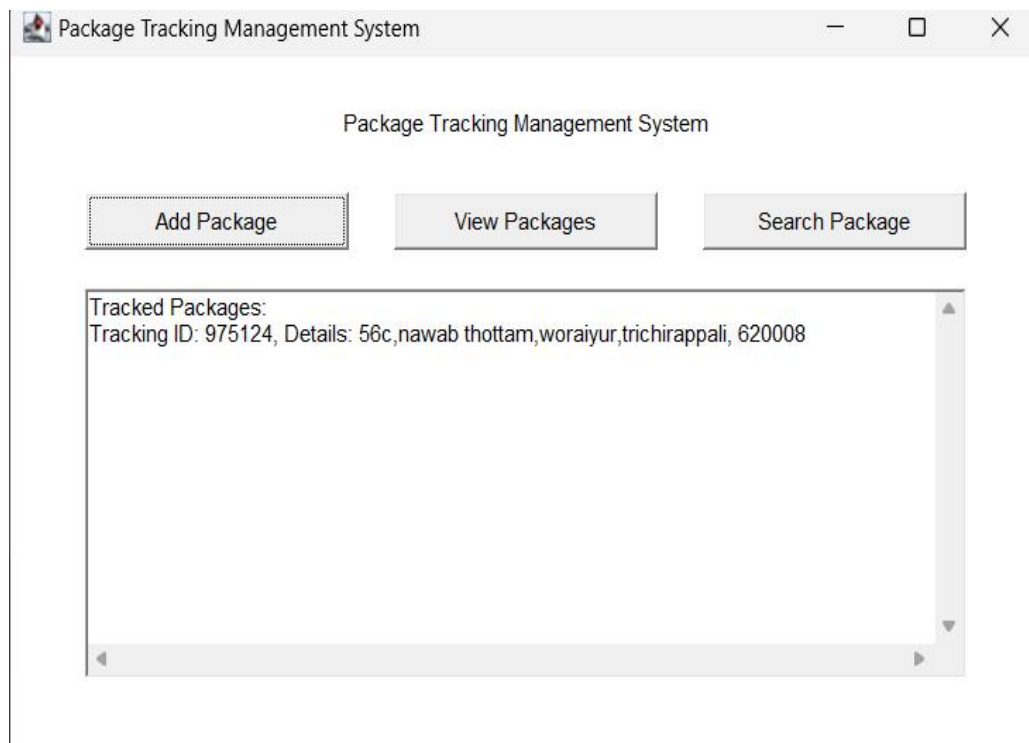 Package Tracking Management System
Package Tracking Management System
Add Package
View Packages
Search Package
Tracked Packages:
Tracking ID: 975124, Details: 56c,nawab thottam,woraiyur,trichirappali, 620008